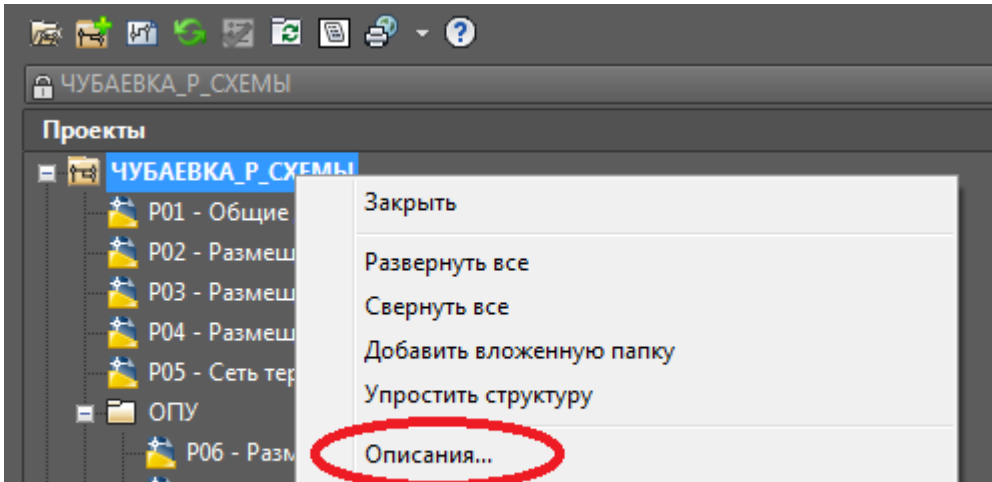 ЧУБАЕВКА_Р_СХЕМЫ
Проекты
ЧУБАЕВКА_Р_СХЕМЫ
Р01 - Общие
Р02 - Размещ
Р03 - Размещ
Р04 - Размещ
Р05 - Сеть тер
ОПУ
Р06 - Разм
Закрыть
Развернуть все
Свернуть все
Добавить вложенную папку
Упростить структуру
Описания...